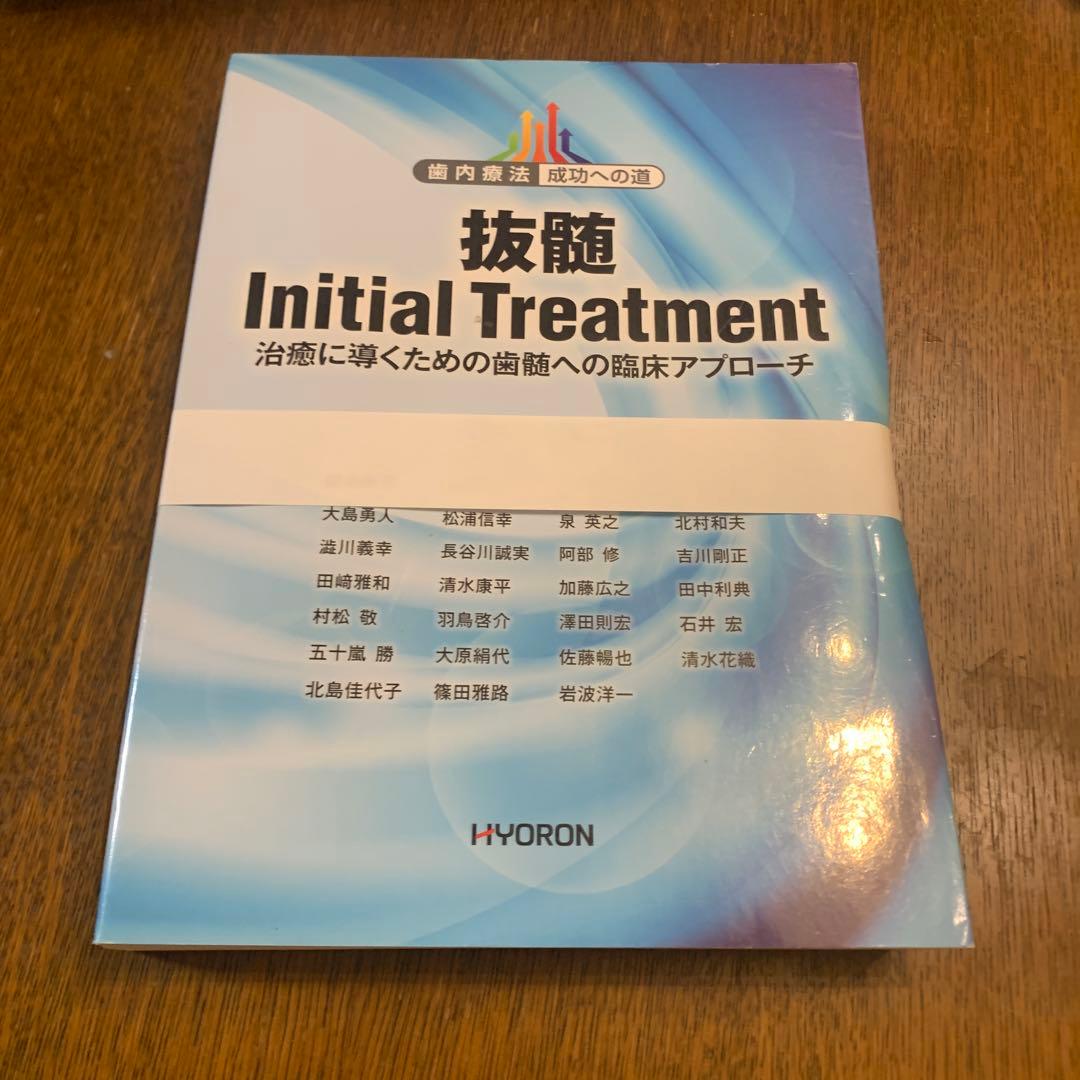 歯内療法 成功への道
抜髄
Initial Treatment
治癒に導くための歯髄への臨床アプローチ
大島勇人 松浦信幸 泉 英之 北村和夫
澁川義幸 長谷川誠実 阿部 修 吉川剛正
田﨑雅和 清水康平 加藤広之 田中利典
村松 敬 羽鳥啓介 澤田則宏 石井 宏
五十嵐 勝 大原絹代 佐藤暢也 清水花織
北島佳代子 篠田雅路 岩波洋一
HYORON